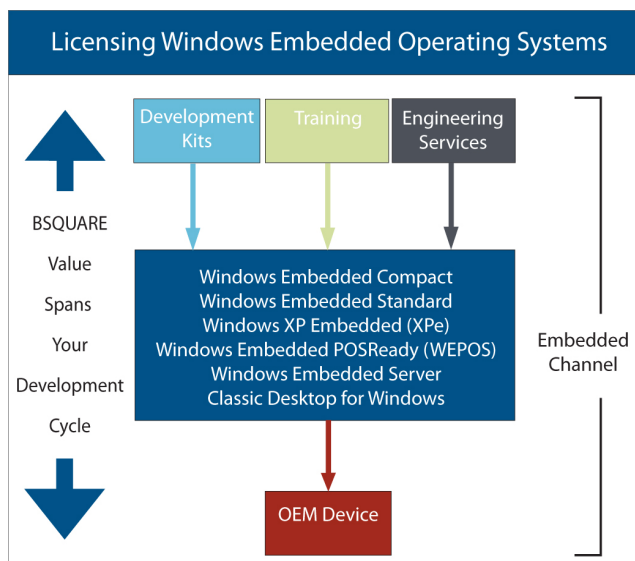 Licensing Windows Embedded Operating Systems
Development
Kits
Training
Engineering
Services
BSQUARE
Value
Spans
Your
Development
Cycle
Windows Embedded Compact
Windows Embedded Standard
Windows XP Embedded (XPe)
Windows Embedded POSReady (WEPOS)
Windows Embedded Server
Classic Desktop for Windows
Embedded
Channel
OEM Device